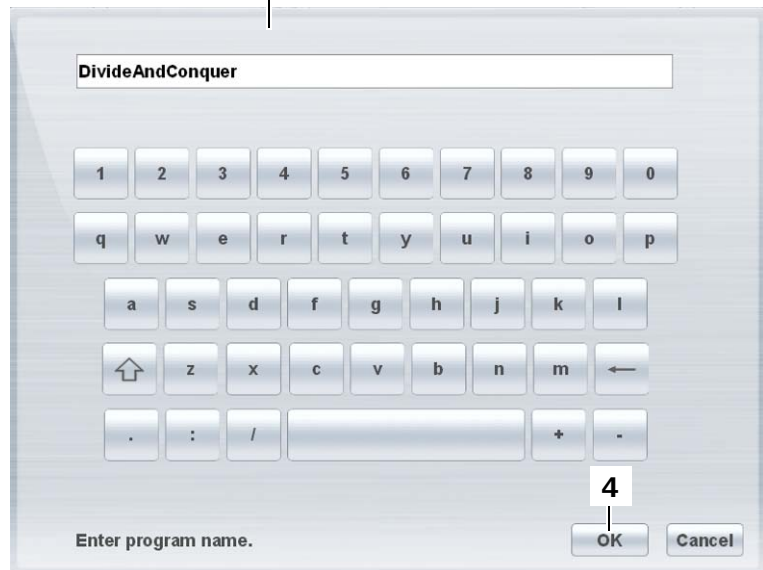 DivideAndConquer
1 2 3 4 5 6 7 8 9 0
q w e r t y u i o p
a s d f g h j k l
z x c v b n m
. : / + -
4
Enter program name. OK Cancel